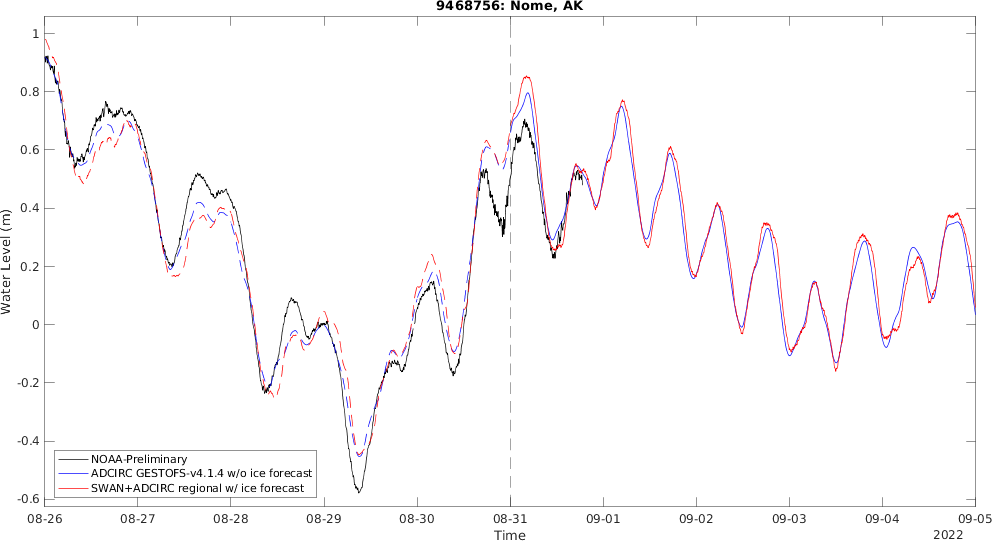 9468756: Nome, AK
1
0.8
0.6
0.4
0.2
0
-0.2
-0.4
-0.6
Water Level (m)
NOAA-Preliminary
ADCIRC GESTOFS-v4.1.4 w/o ice forecast
SWAN+ADCIRC regional w/ ice forecast
08-26 08-27 08-28 08-29 08-30 08-31 09-01 09-02 09-03 09-04 09-05
Time
2022